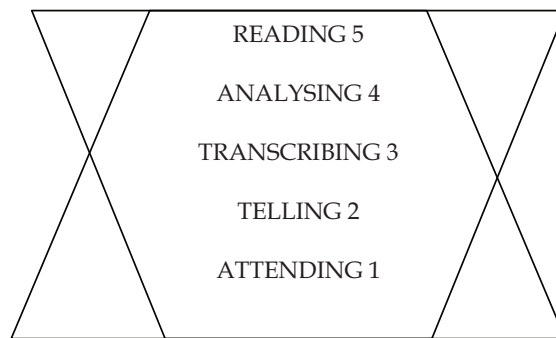 READING 5
ANALYSING 4
TRANSCRIBING 3
TELLING 2
ATTENDING 1